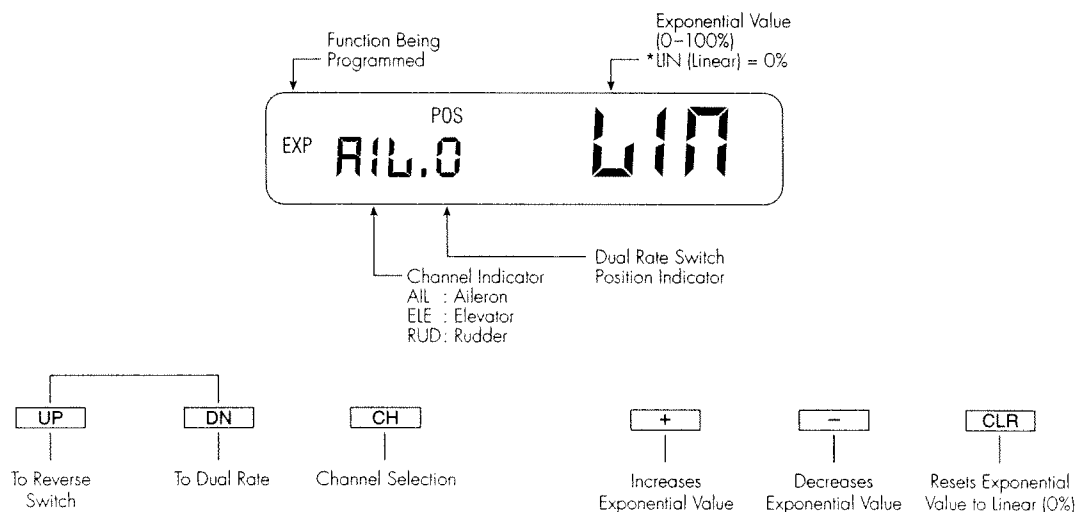 Function Being
Programmed
Exponential Value
(0–100%)
*LIN (Linear) = 0%
EXP
POS
AIL.0
LIN
Channel Indicator
AIL : Aileron
ELE : Elevator
RUD : Rudder
Dual Rate Switch
Position Indicator
UP
DN
CH
+
–
CLR
To Reverse
Switch
To Dual Rate
Channel Selection
Increases
Exponential Value
Decreases
Exponential Value
Resets Exponential
Value to Linear (0%)